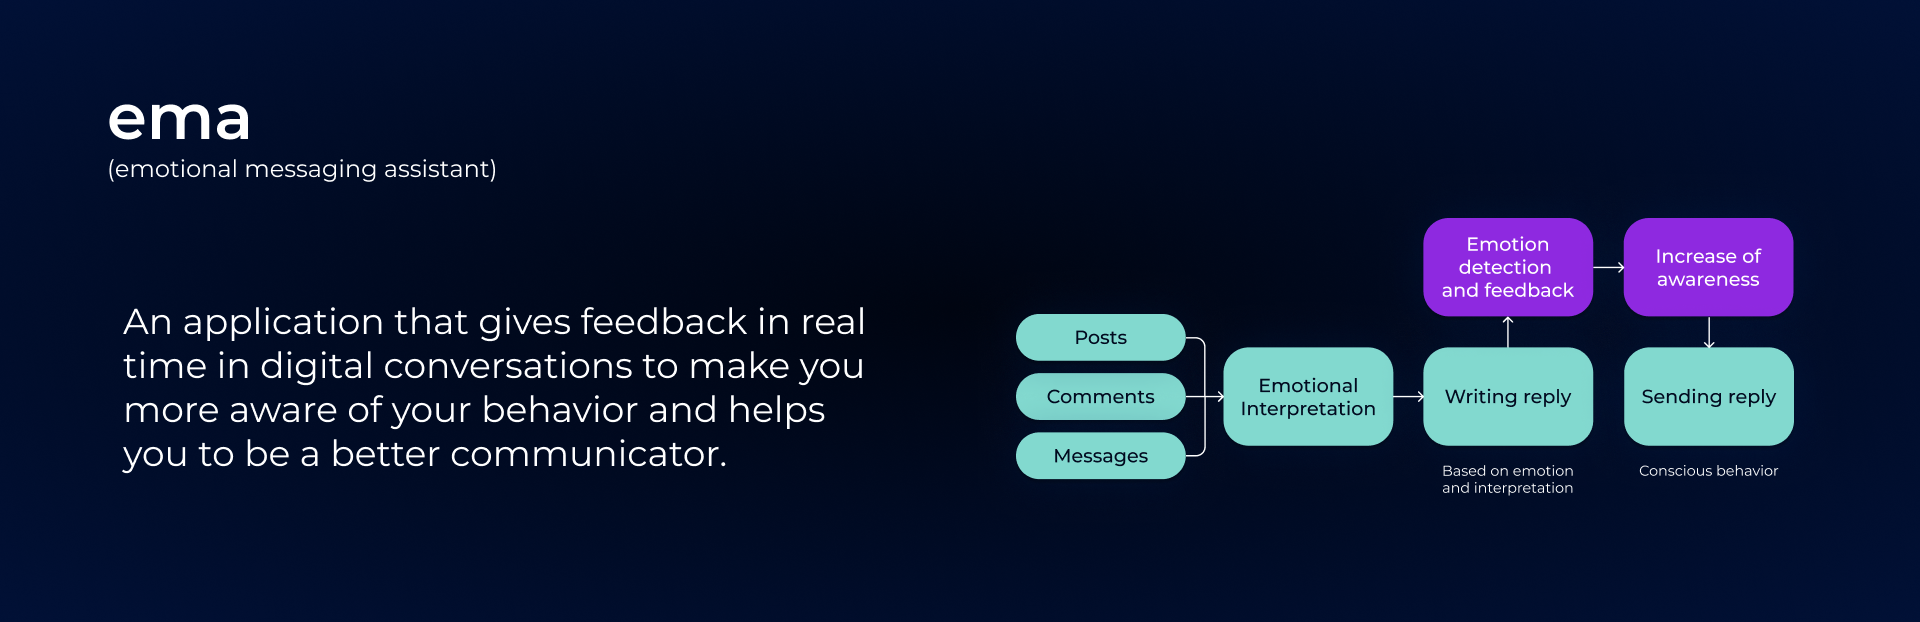 ema
(emotional messaging assistant)
An application that gives feedback in real
time in digital conversations to make you
more aware of your behavior and helps
you to be a better communicator.
Posts
Comments
Messages
Emotional
Interpretation
Writing reply
Based on emotion
and interpretation
Emotion
detection
and feedback
Increase of
awareness
Sending reply
Conscious behavior